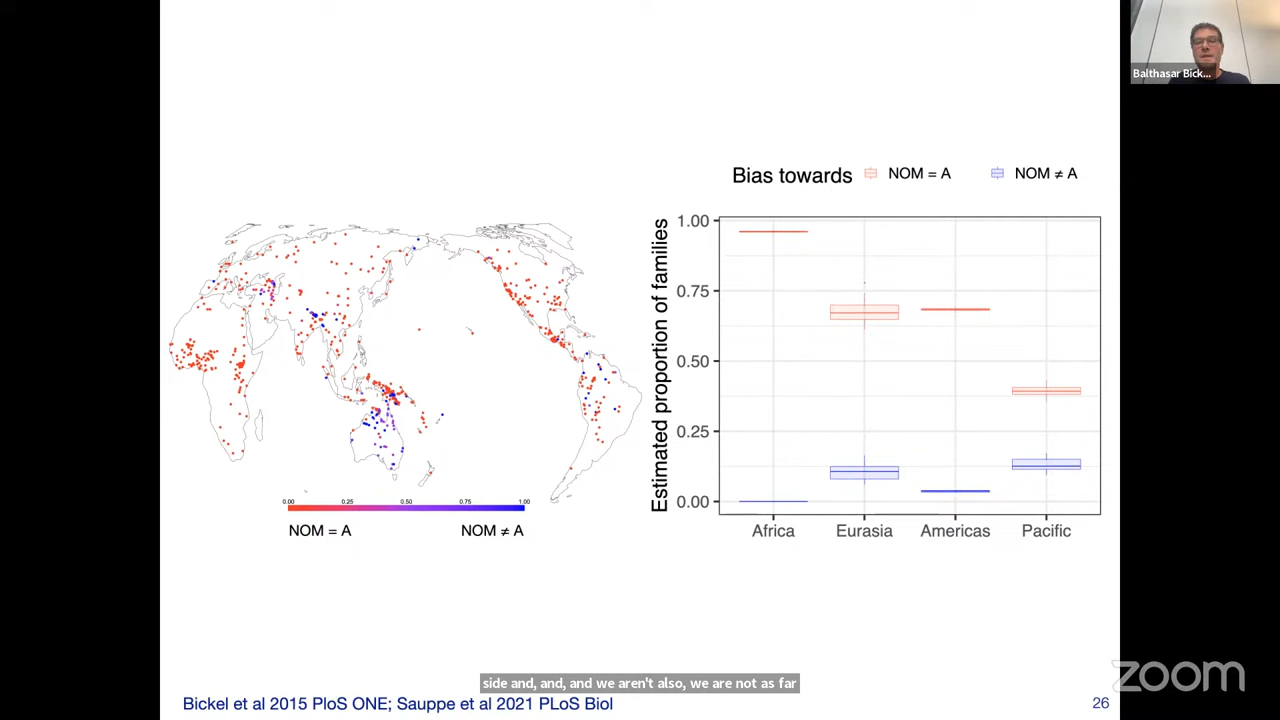 Balthasar Bick...
Bias towards NOM = A NOM ≠ A
Estimated proportion of families
1.00
0.75
0.50
0.25
0.00
Africa Eurasia Americas Pacific
0.00 0.25 0.50 0.75 1.00
NOM = A NOM ≠ A
side and, and, and we aren't also, we are not as far
Bickel et al 2015 PloS ONE; Sauppe et al 2021 PLoS Biol
26
zoom